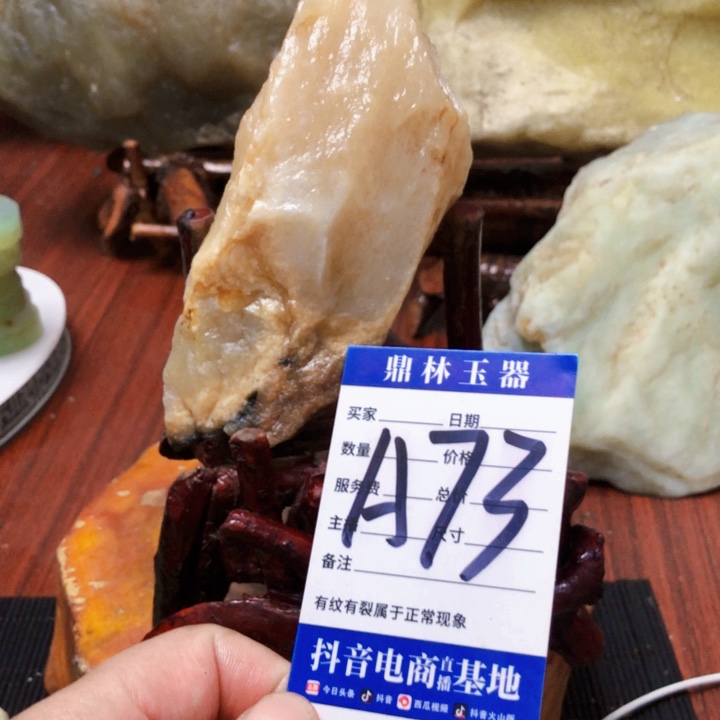 鼎林玉器
买家 日期
数量 价格
服务费 总价
主播 尺寸
A73
备注
有纹有裂属于正常现象
抖音电商直播基地
今日头条 抖音 西瓜视频 抖音火山版